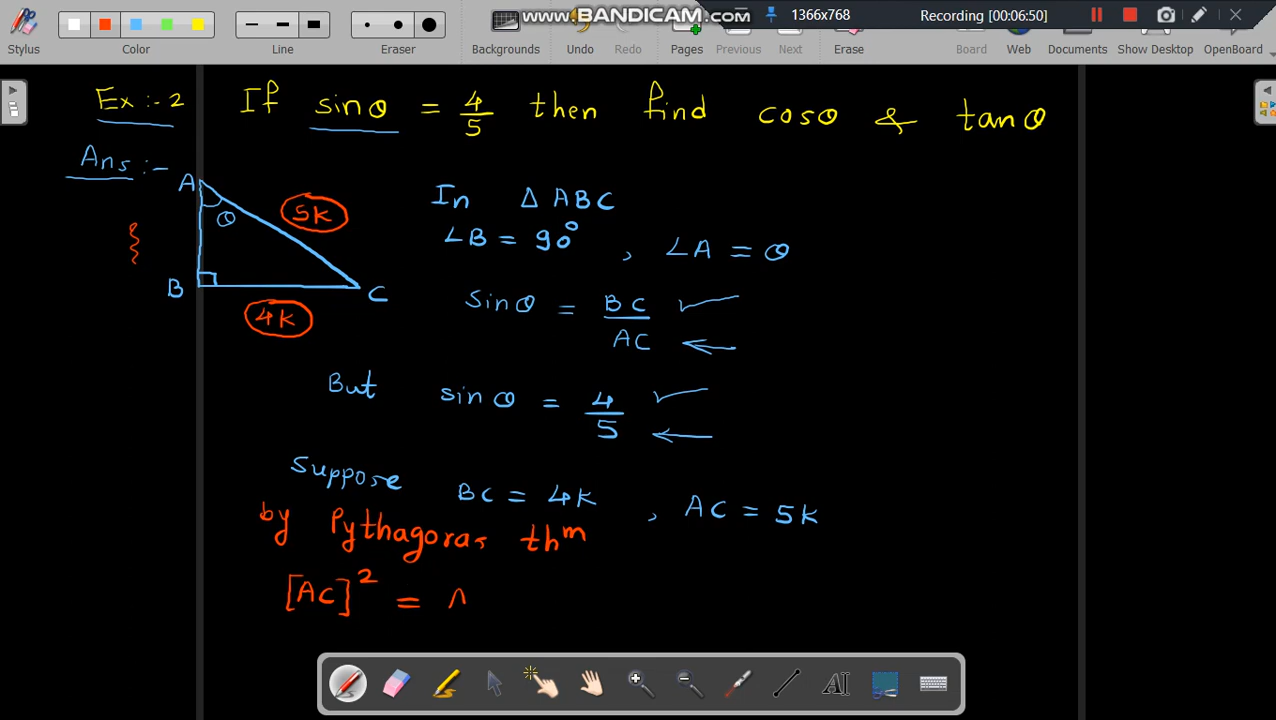 www.BANDICAM.com
1366x768
Recording [00:06:50]
Stylus
Color
Line
Eraser
Backgrounds
Undo
Redo
Pages
Previous
Next
Erase
Board
Web
Documents
Show Desktop
OpenBoard
Ex :- 2 If sinθ = 4/5 then find cosθ & tanθ
Ans :-
A
θ
5K
B
C
4K
In Δ ABC
∠B = 90° , ∠A = θ
sinθ = BC/AC
But sinθ = 4/5
Suppose BC = 4K , AC = 5K
by Pythagoras thm
[AC]² = A
AI